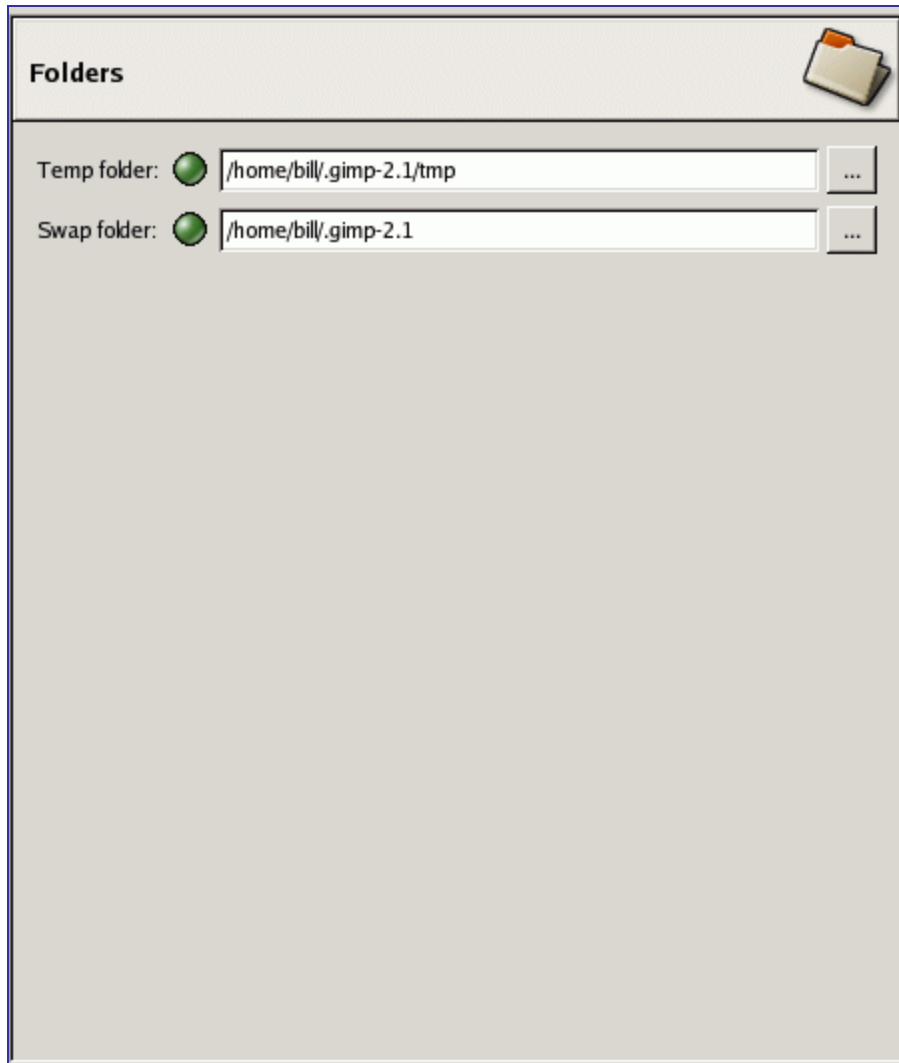 Folders
Temp folder: /home/bill/.gimp-2.1/tmp ...
Swap folder: /home/bill/.gimp-2.1 ...